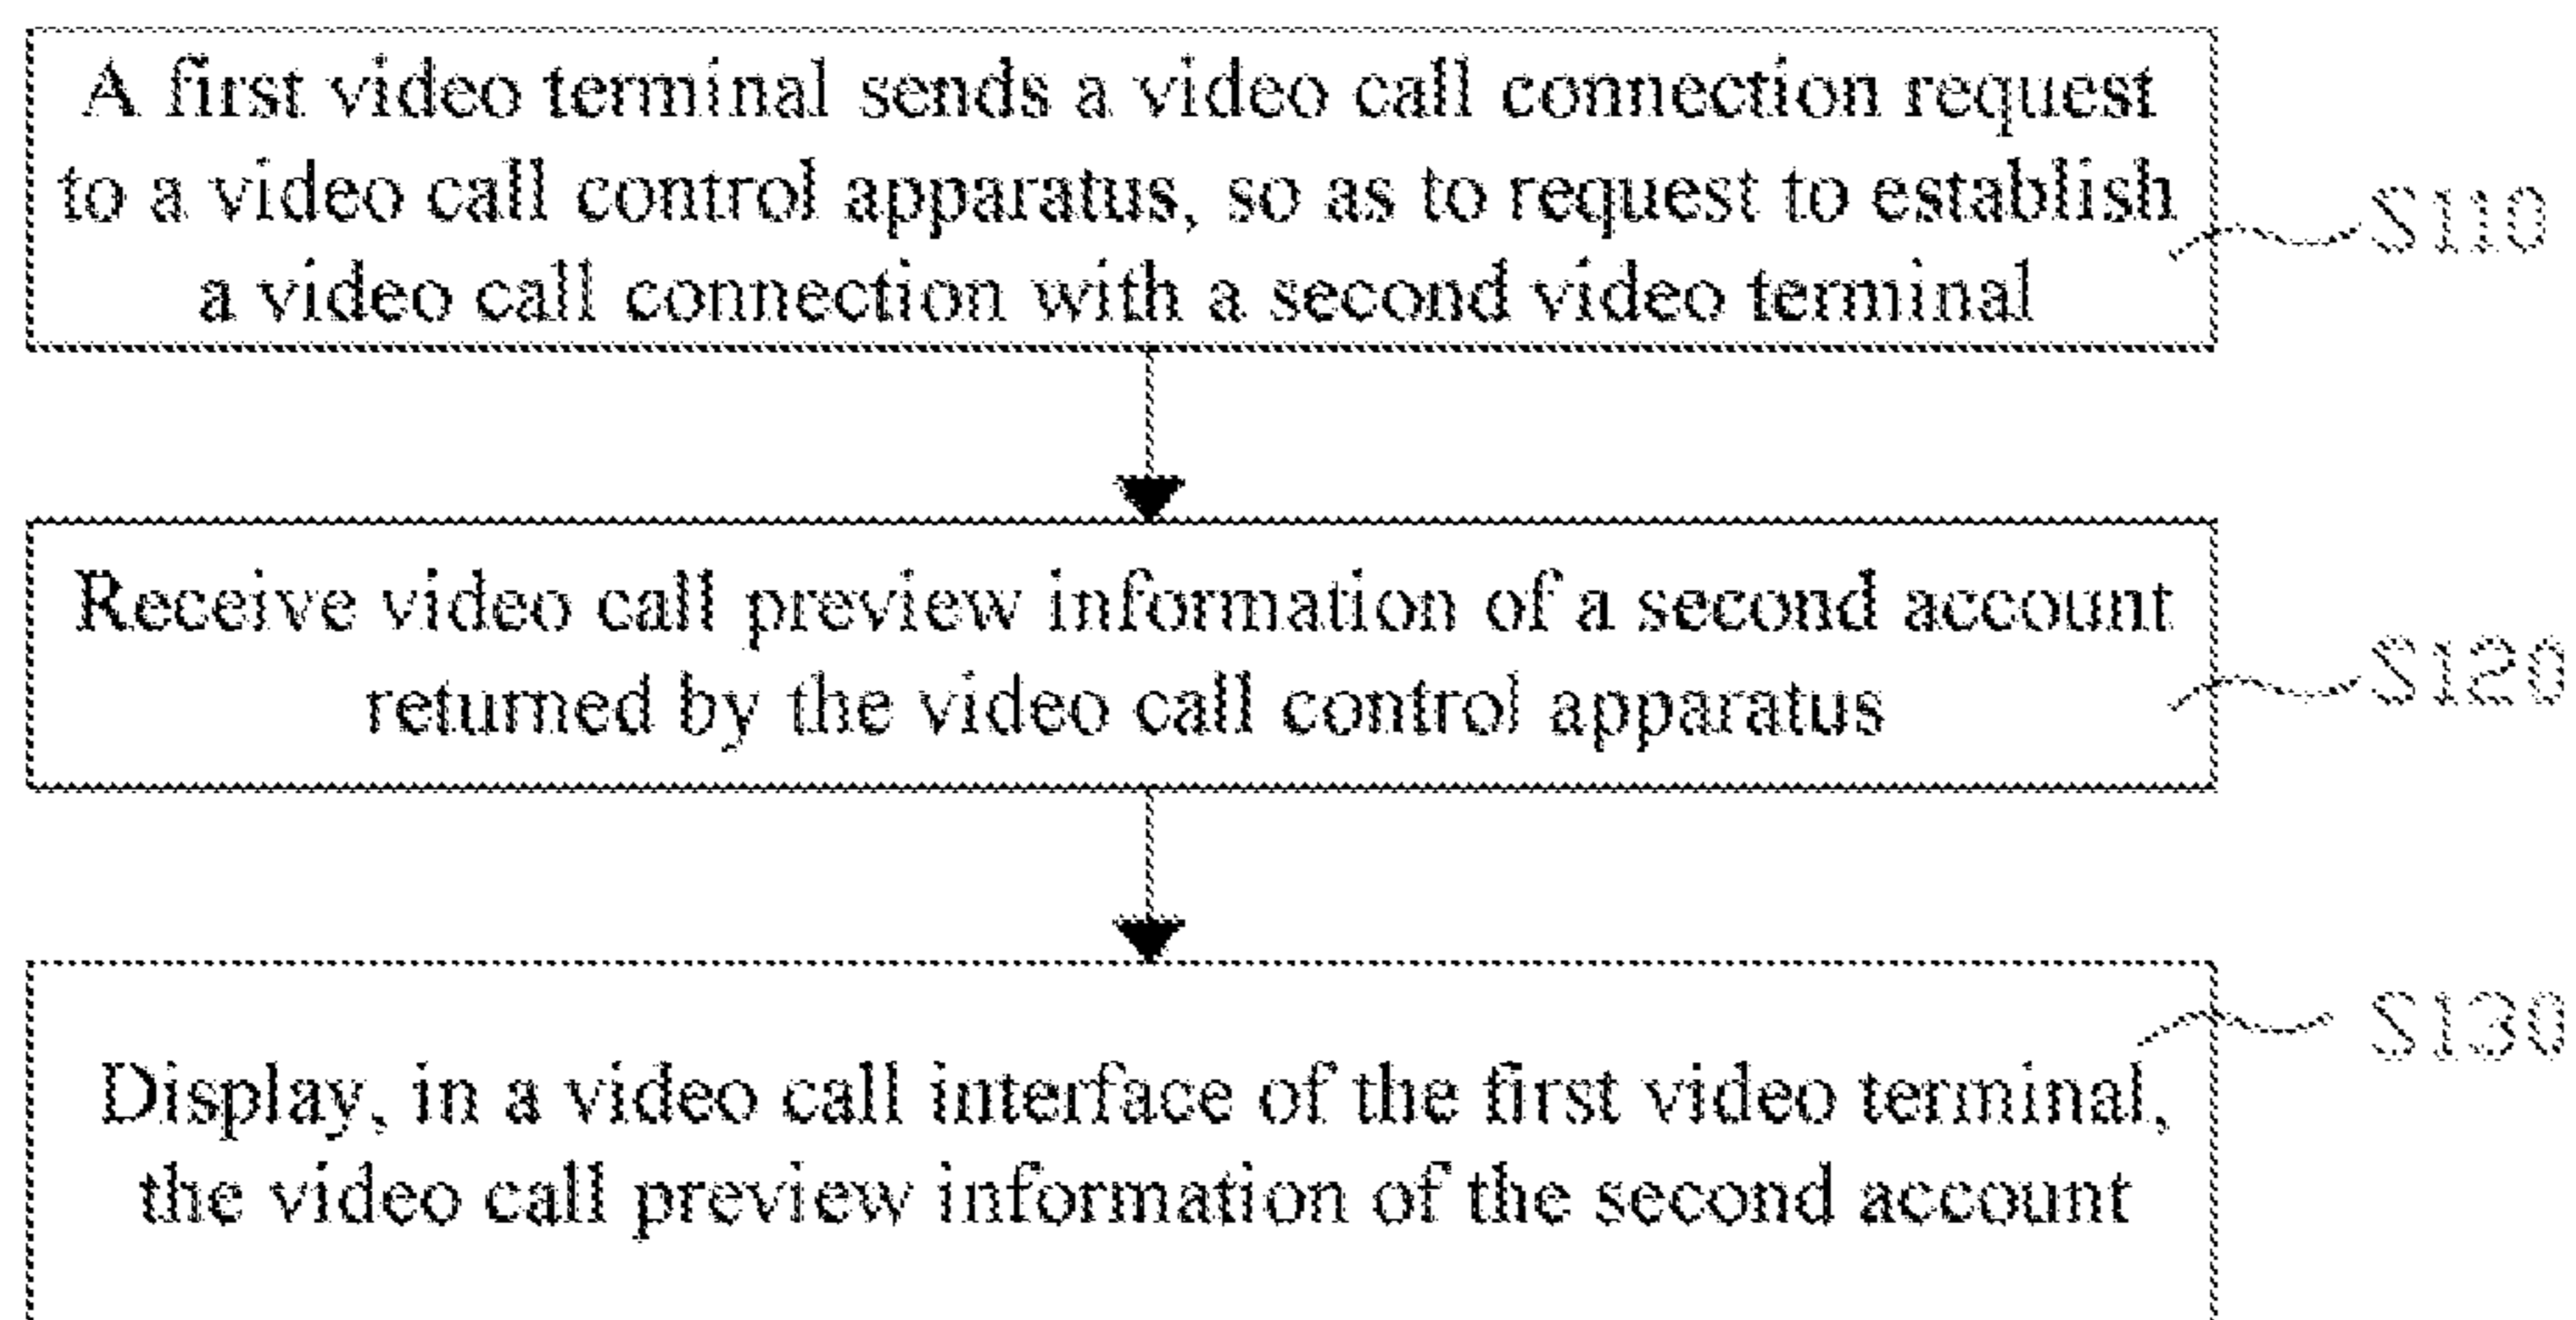 A first video terminal sends a video call connection request
to a video call control apparatus, so as to request to establish
a video call connection with a second video terminal
S110
Receive video call preview information of a second account
returned by the video call control apparatus
S120
S130
Display, in a video call interface of the first video terminal,
the video call preview information of the second account